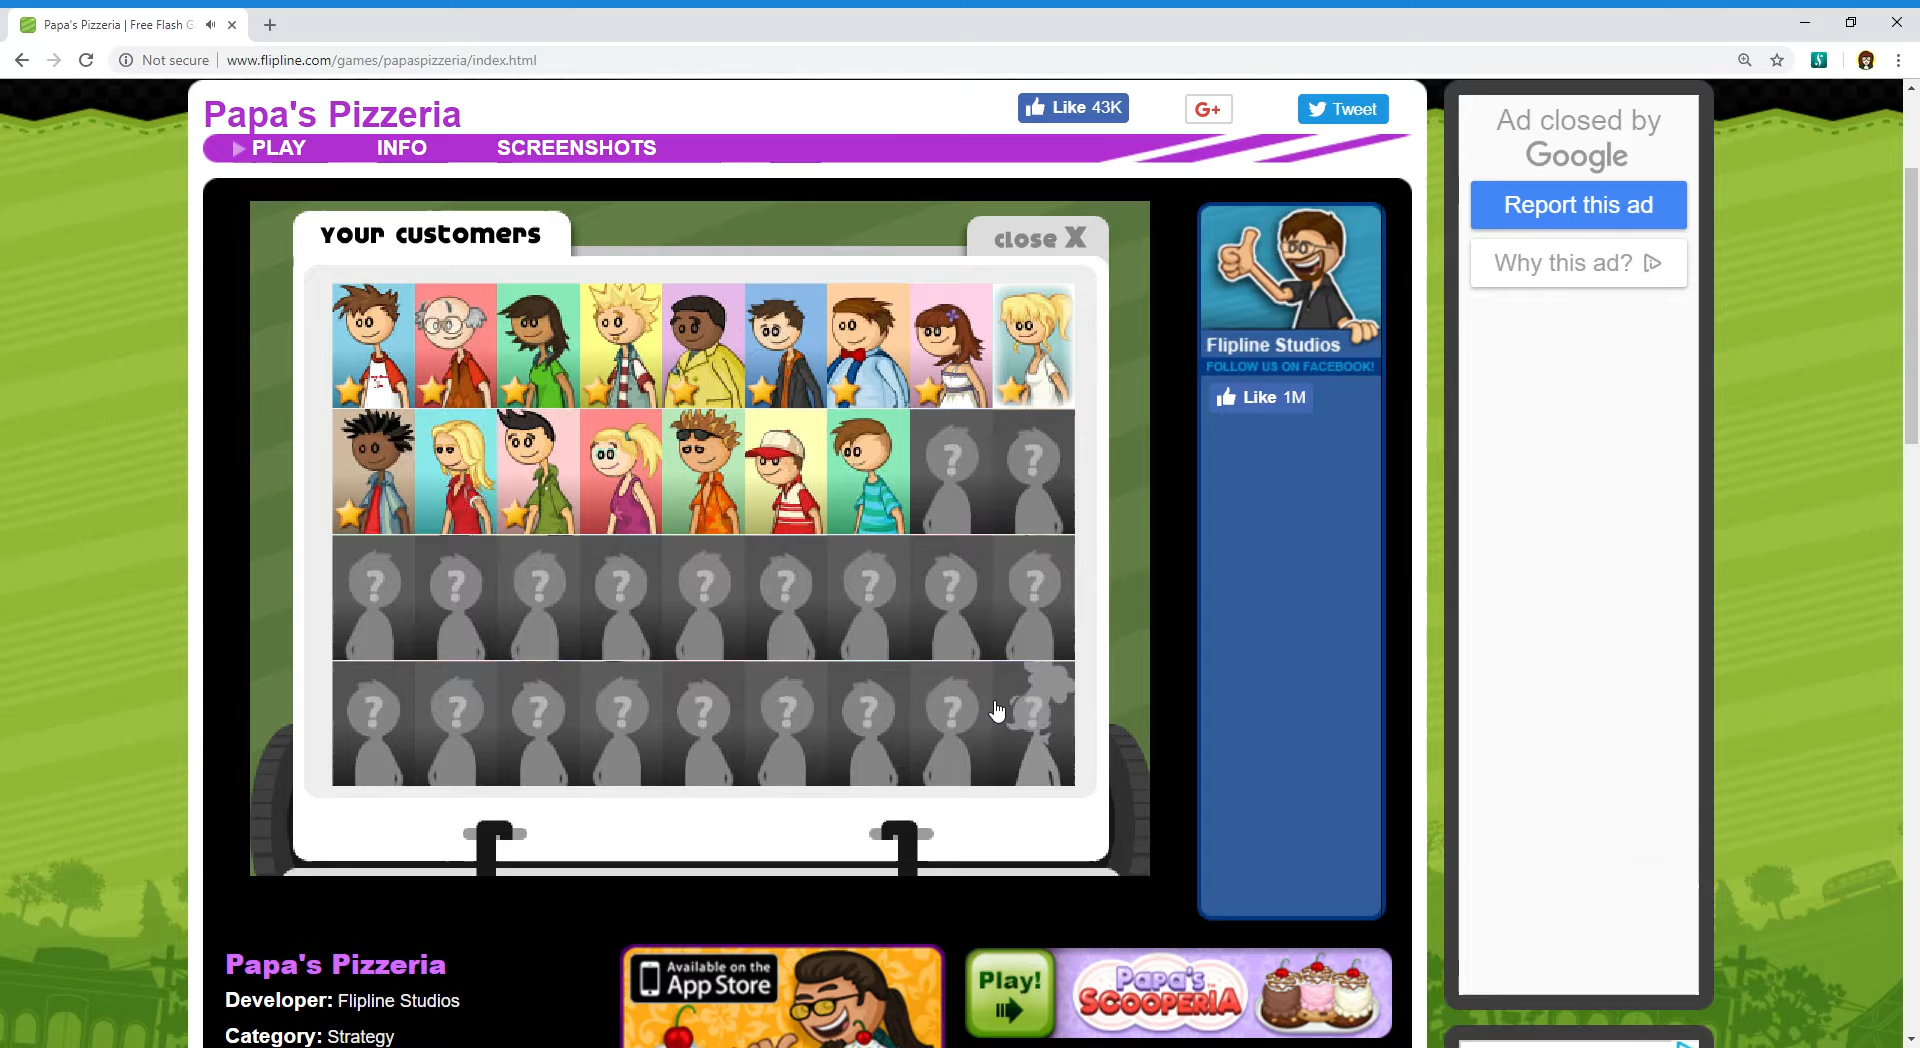 Papa's Pizzeria | Free Flash G
Not secure
www.flipline.com/games/papaspizzeria/index.html
Papa's Pizzeria
Like 43K
G+
Tweet
PLAY
INFO
SCREENSHOTS
Ad closed by
Google
Report this ad
Why this ad?
your customers
close X
Flipline Studios
FOLLOW US ON FACEBOOK!
Like 1M
? ?
? ? ? ? ? ? ? ? ?
? ? ? ? ? ? ? ? ?
Papa's Pizzeria
Developer: Flipline Studios
Category: Strategy
Available on the
App Store
Play!
Papa's
SCOOPERIA